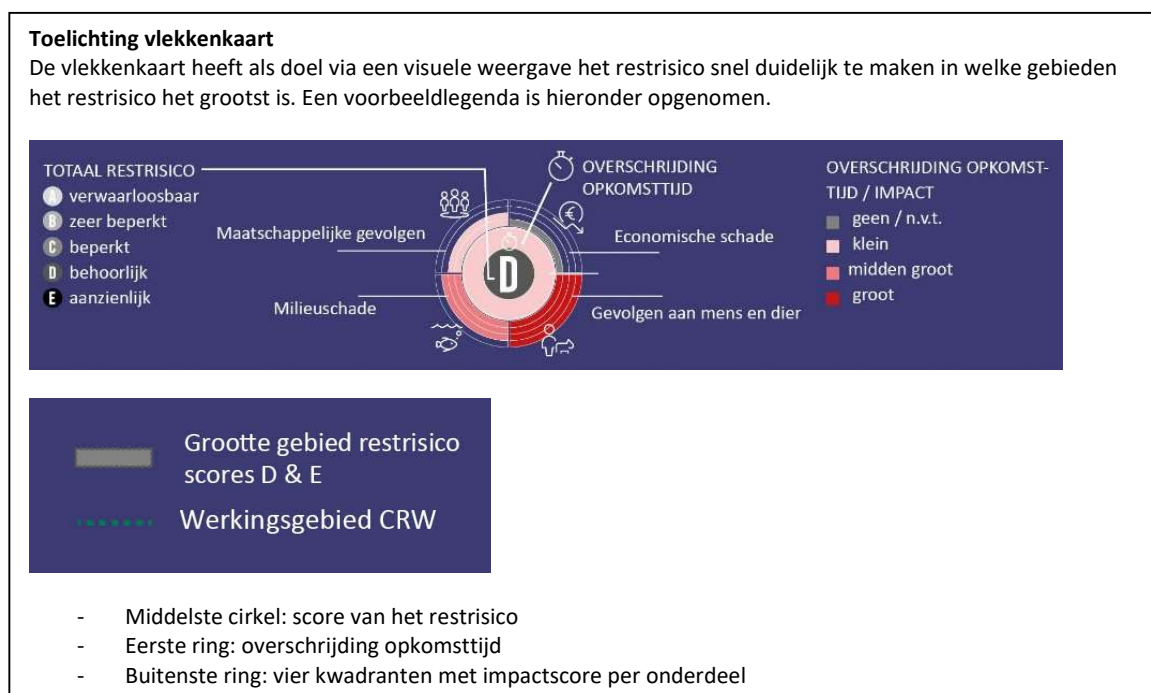 Toelichting vlekkenkaart
De vlekkenkaart heeft als doel via een visuele weergave het restrisico snel duidelijk te maken in welke gebieden
het restrisico het grootst is. Een voorbeeldlegenda is hieronder opgenomen.
TOTAAL RESTRISICO
A verwaarloosbaar
B zeer beperkt
C beperkt
D behoorlijk
E aanzienlijk
Maatschappelijke gevolgen
Milieuschade
D
OVERSCHRIJDING
OPKOMSTTIJD
Economische schade
Gevolgen aan mens en dier
OVERSCHRIJDING OPKOMST-
TIJD / IMPACT
geen / n.v.t.
klein
midden groot
groot
Grootte gebied restrisico
scores D & E
Werkingsgebied CRW
- Middelste cirkel: score van het restrisico
- Eerste ring: overschrijding opkomsttijd
- Buitenste ring: vier kwadranten met impactscore per onderdeel